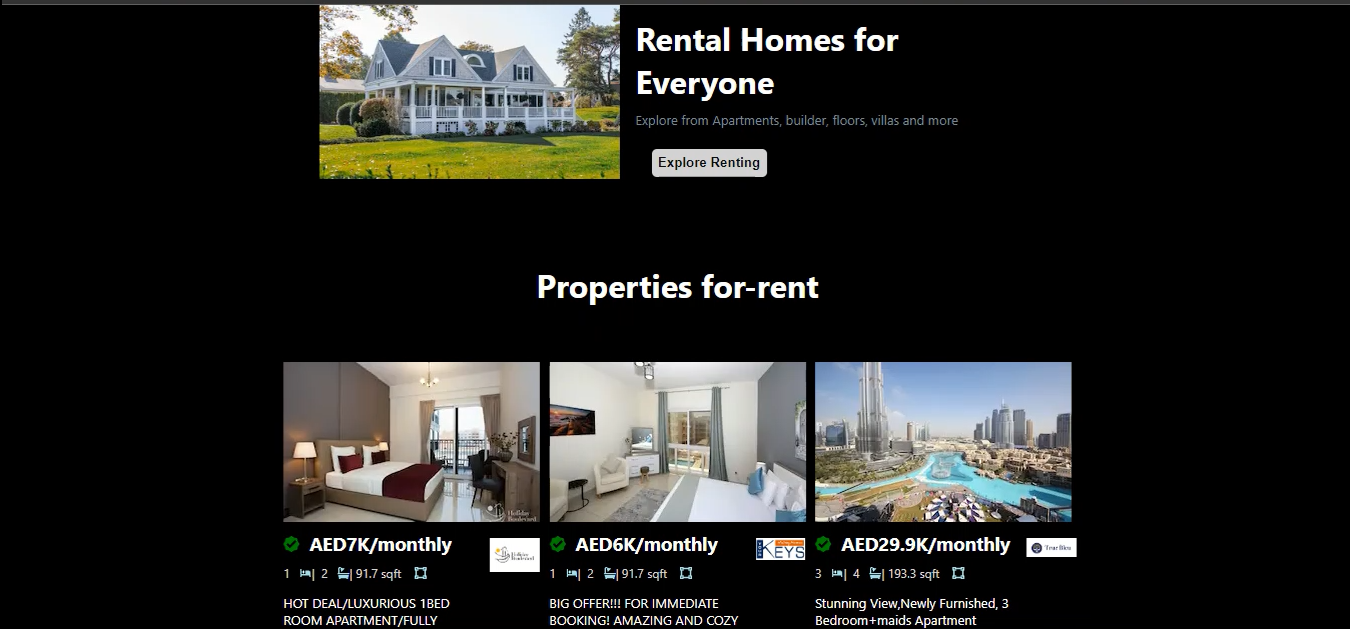 Rental Homes for
Everyone
Explore from Apartments, builder, floors, villas and more
Explore Renting
Properties for-rent
AED7K/monthly
1 | 2 | 91.7 sqft
HOT DEAL/LUXURIOUS 1BED
ROOM APARTMENT/FULLY
AED6K/monthly
KEYS
1 | 2 | 91.7 sqft
BIG OFFER!!! FOR IMMEDIATE
BOOKING! AMAZING AND COZY
AED29.9K/monthly
3 | 4 | 193.3 sqft
Stunning View,Newly Furnished, 3
Bedroom+maids Apartment